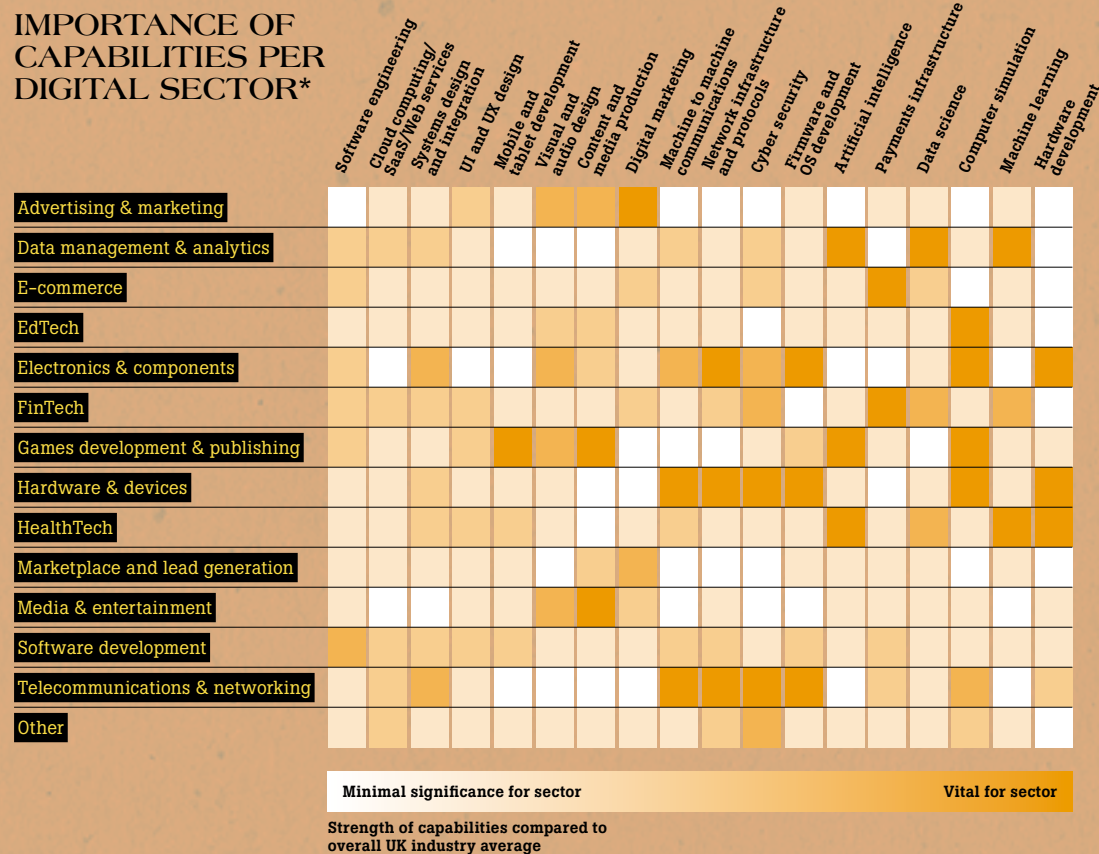 IMPORTANCE OF
CAPABILITIES PER
DIGITAL SECTOR*
Software engineering
Cloud computing/
SaaS/Web services
Systems design
and integration
UI and UX design
Mobile and
tablet development
Visual and
audio design
Content and
media production
Digital marketing
Machine to machine
communications
Network infrastructure
and protocols
Cyber security
Firmware and
OS development
Artificial intelligence
Payments infrastructure
Data science
Computer simulation
Machine learning
Hardware
development
Advertising & marketing
Data management & analytics
E-commerce
EdTech
Electronics & components
FinTech
Games development & publishing
Hardware & devices
HealthTech
Marketplace and lead generation
Media & entertainment
Software development
Telecommunications & networking
Other
Minimal significance for sector
Vital for sector
Strength of capabilities compared to
overall UK industry average